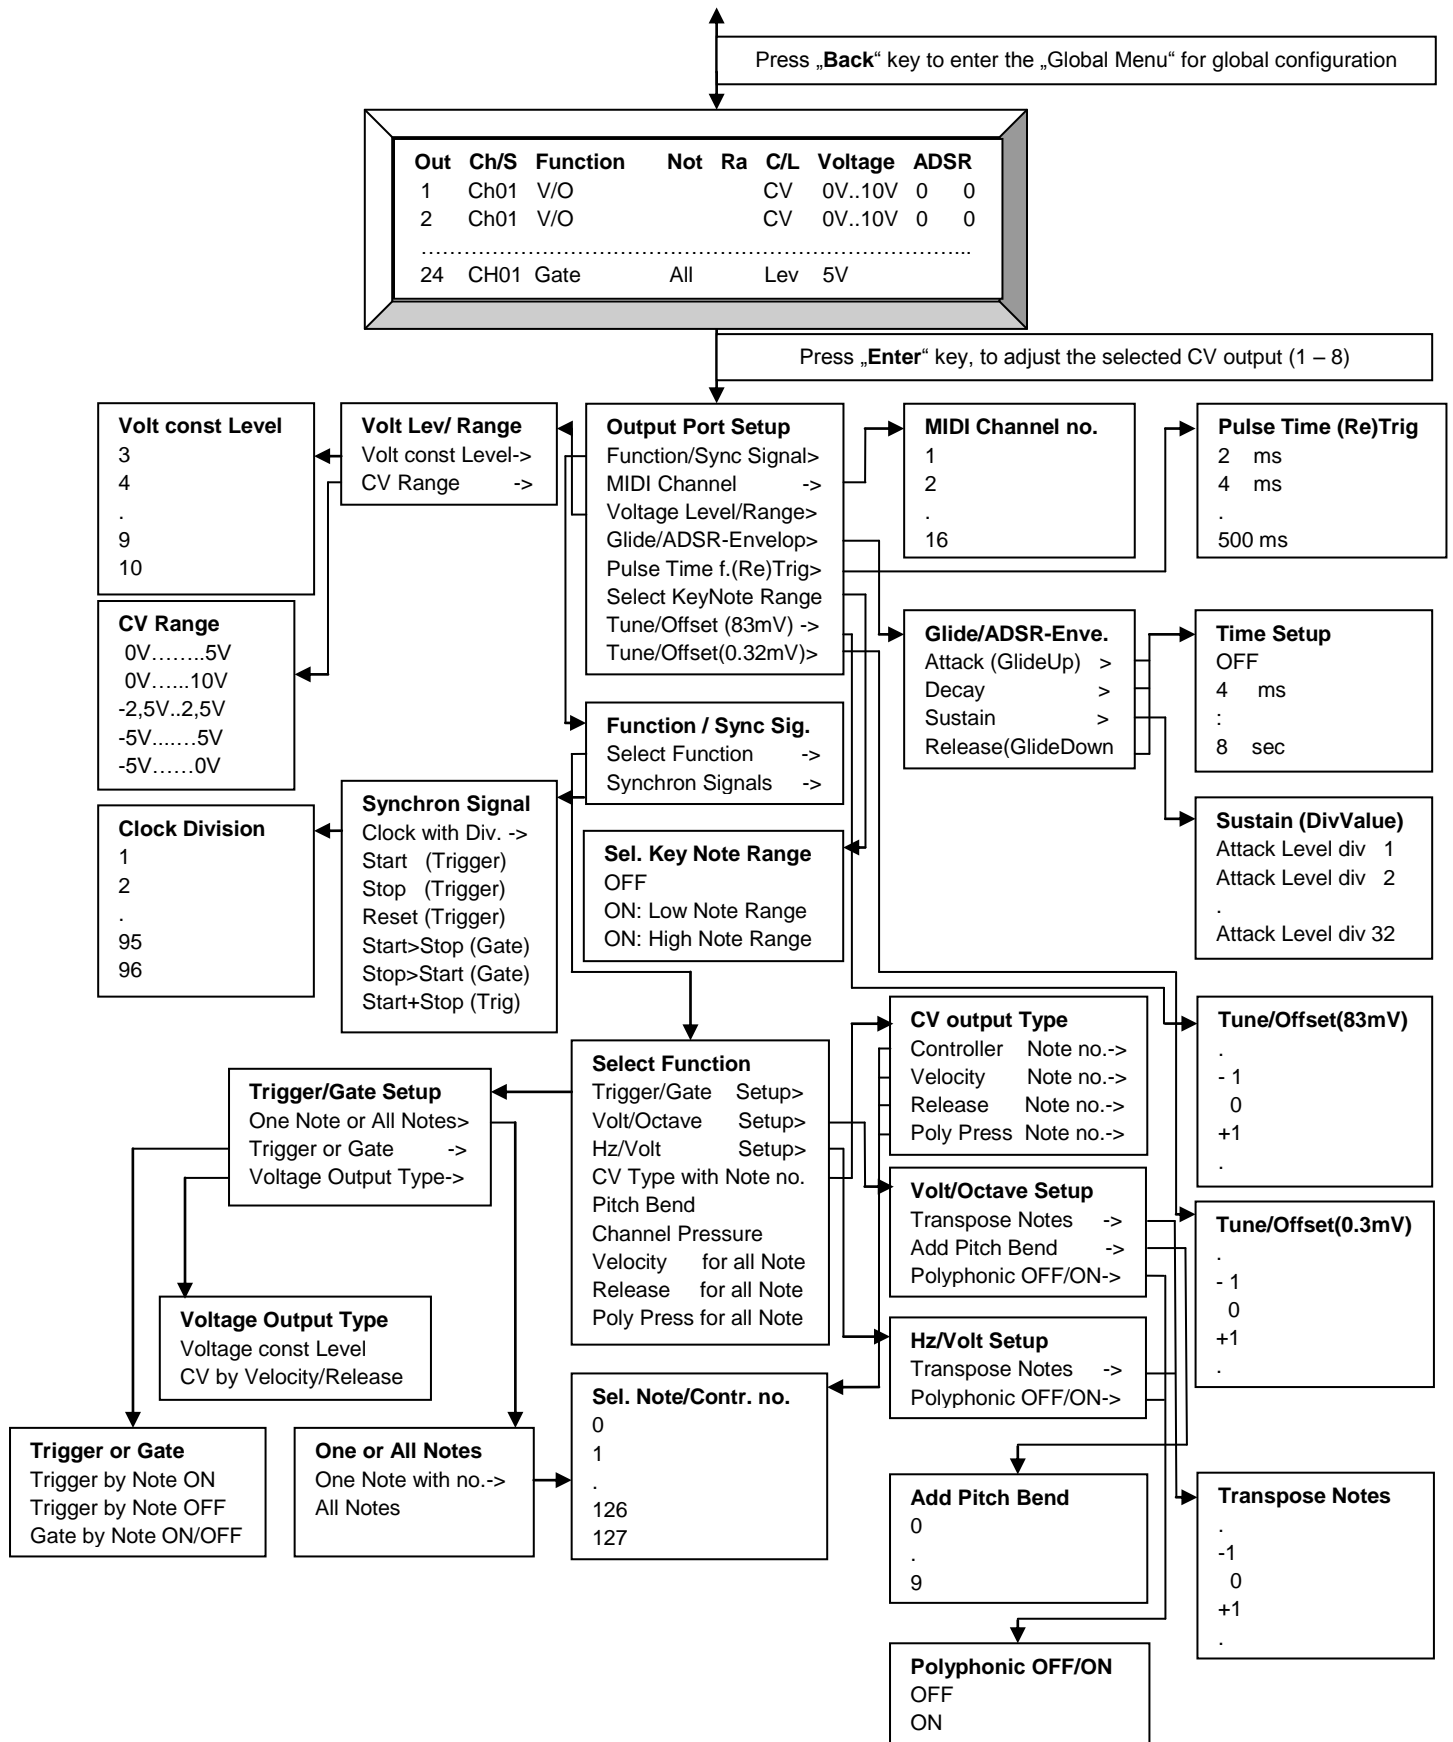 Press „Back“ key to enter the „Global Menu“ for global configuration
Out Ch/S Function Not Ra C/L Voltage ADSR
1 Ch01 V/O CV 0V..10V 0 0
2 Ch01 V/O CV 0V..10V 0 0
…………………………………………………………………...
24 CH01 Gate All Lev 5V
Press „Enter“ key, to adjust the selected CV output (1 – 8)
Volt const Level
3
4
.
9
10
Volt Lev/ Range
Volt const Level->
CV Range ->
Output Port Setup
Function/Sync Signal>
MIDI Channel ->
Voltage Level/Range>
Glide/ADSR-Envelop>
Pulse Time f.(Re)Trig>
Select KeyNote Range
Tune/Offset (83mV) ->
Tune/Offset(0.32mV)>
MIDI Channel no.
1
2
.
16
Pulse Time (Re)Trig
2 ms
4 ms
.
500 ms
CV Range
0V……..5V
0V…...10V
-2,5V..2,5V
-5V....…5V
-5V……0V
Glide/ADSR-Enve.
Attack (GlideUp) >
Decay >
Sustain >
Release(GlideDown
Time Setup
OFF
4 ms
:
8 sec
Function / Sync Sig.
Select Function ->
Synchron Signals ->
Synchron Signal
Clock with Div. ->
Start (Trigger)
Stop (Trigger)
Reset (Trigger)
Start>Stop (Gate)
Stop>Start (Gate)
Start+Stop (Trig)
Clock Division
1
2
.
95
96
Sel. Key Note Range
OFF
ON: Low Note Range
ON: High Note Range
Sustain (DivValue)
Attack Level div 1
Attack Level div 2
.
Attack Level div 32
CV output Type
Controller Note no.->
Velocity Note no.->
Release Note no.->
Poly Press Note no.->
Tune/Offset(83mV)
.
- 1
0
+1
.
Select Function
Trigger/Gate Setup>
Volt/Octave Setup>
Hz/Volt Setup>
CV Type with Note no.
Pitch Bend
Channel Pressure
Velocity for all Note
Release for all Note
Poly Press for all Note
Trigger/Gate Setup
One Note or All Notes>
Trigger or Gate ->
Voltage Output Type->
Volt/Octave Setup
Transpose Notes ->
Add Pitch Bend ->
Polyphonic OFF/ON->
Tune/Offset(0.3mV)
.
- 1
0
+1
.
Voltage Output Type
Voltage const Level
CV by Velocity/Release
Hz/Volt Setup
Transpose Notes ->
Polyphonic OFF/ON->
Sel. Note/Contr. no.
0
1
.
126
127
Trigger or Gate
Trigger by Note ON
Trigger by Note OFF
Gate by Note ON/OFF
One or All Notes
One Note with no.->
All Notes
Add Pitch Bend
0
.
9
Transpose Notes
.
-1
0
+1
.
Polyphonic OFF/ON
OFF
ON